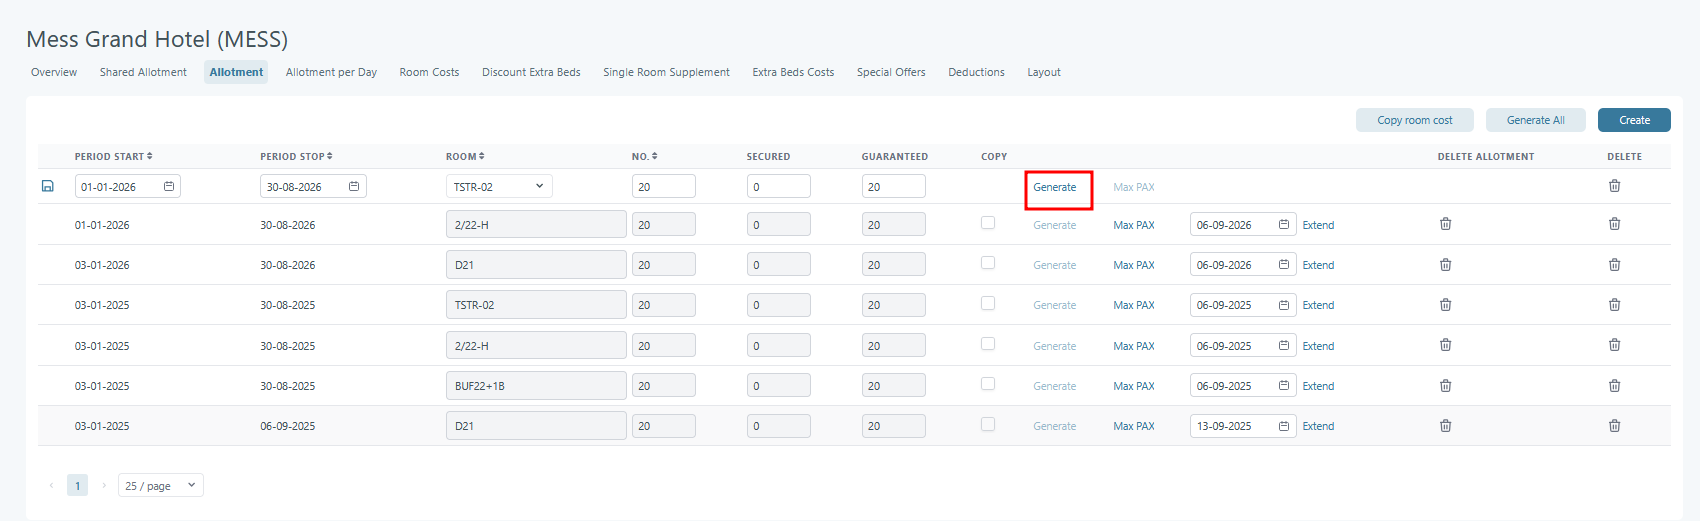 Mess Grand Hotel (MESS)
Overview Shared Allotment Allotment Allotment per Day Room Costs Discount Extra Beds Single Room Supplement Extra Beds Costs Special Offers Deductions Layout
Copy room cost Generate All Create
PERIOD START PERIOD STOP ROOM NO. SECURED GUARANTEED COPY DELETE ALLOTMENT DELETE
01-01-2026 30-08-2026 TSTR-02 20 0 20 Generate Max PAX
01-01-2026 30-08-2026 2/22-H 20 0 20 Generate Max PAX 06-09-2026 Extend
03-01-2026 30-08-2026 D21 20 0 20 Generate Max PAX 06-09-2026 Extend
03-01-2025 30-08-2025 TSTR-02 20 0 20 Generate Max PAX 06-09-2025 Extend
03-01-2025 30-08-2025 2/22-H 20 0 20 Generate Max PAX 06-09-2025 Extend
03-01-2025 30-08-2025 BUF22+1B 20 0 20 Generate Max PAX 06-09-2025 Extend
03-01-2025 06-09-2025 D21 20 0 20 Generate Max PAX 13-09-2025 Extend
1 25 / page